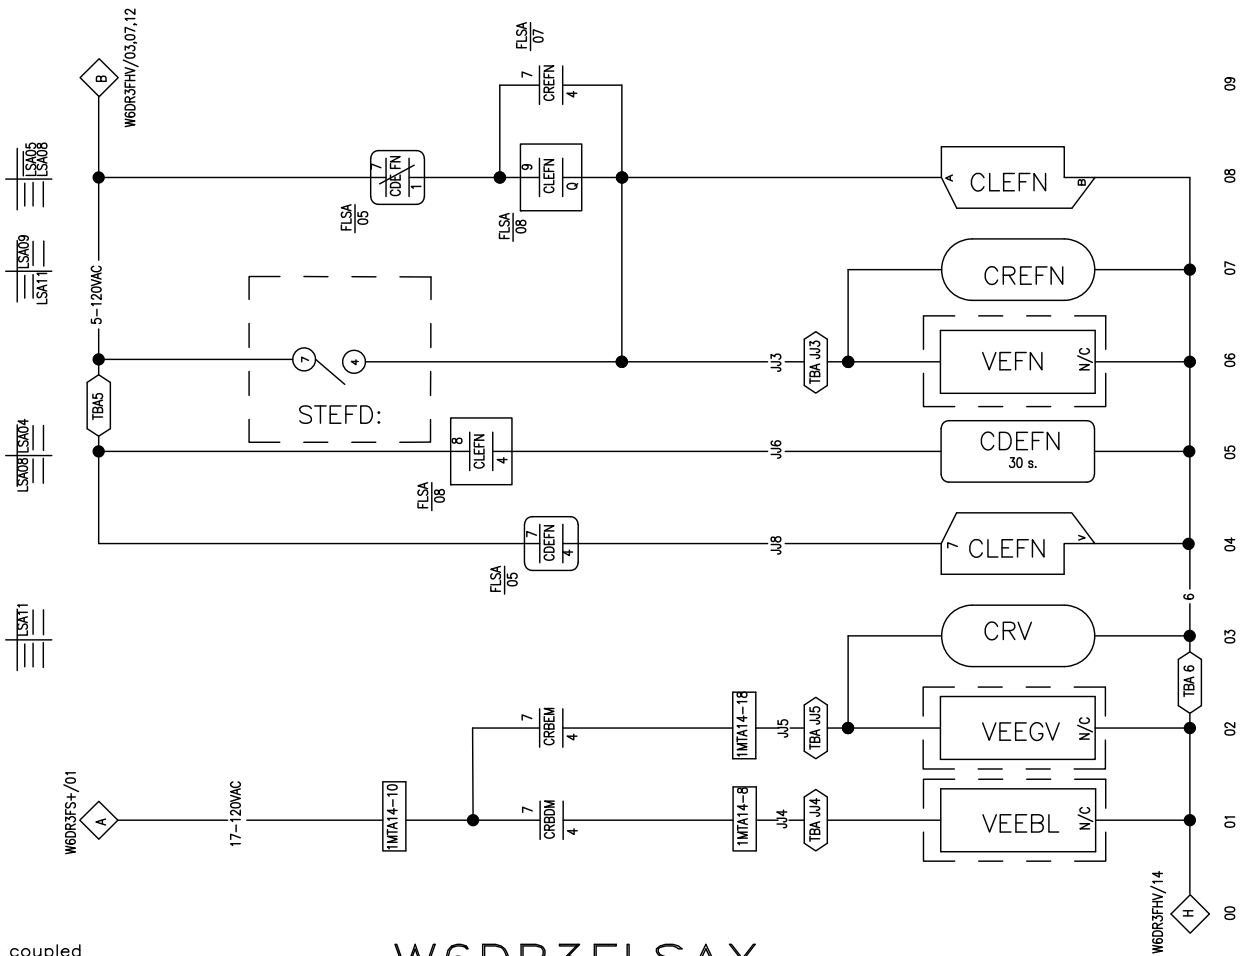 W6DR3FHV/03,07,12
B
FLSA
07
7
CREFN
4
09
LSA05
LSA08
7
CDEFN
1
FLSA
05
9
CLEFN
Q
FLSA
08
A
CLEFN
B
08
LSA09
LSA11
5-120VAC
CREFN
07
7
4
STEFD:
JJ3
TBA JJ3
VEFN
N/C
06
TBA5
LSA04
LSA08
8
CLEFN
4
FLSA
08
JJ6
CDEFN
30 s.
05
7
CDEFN
4
FLSA
05
JJ8
7
CLEFN
V
04
LSAT1
CRV
6
03
TBA 6
7
CRBEM
4
1MTA14-18
JJ5
TBA JJ5
VEEGV
N/C
02
W6DR3FS+/01
A
17-120VAC
1MTA14-10
7
CRBDM
4
1MTA14-8
JJ4
TBA JJ4
VEEBL
N/C
01
W6DR3FHV/14
H
00
coupled